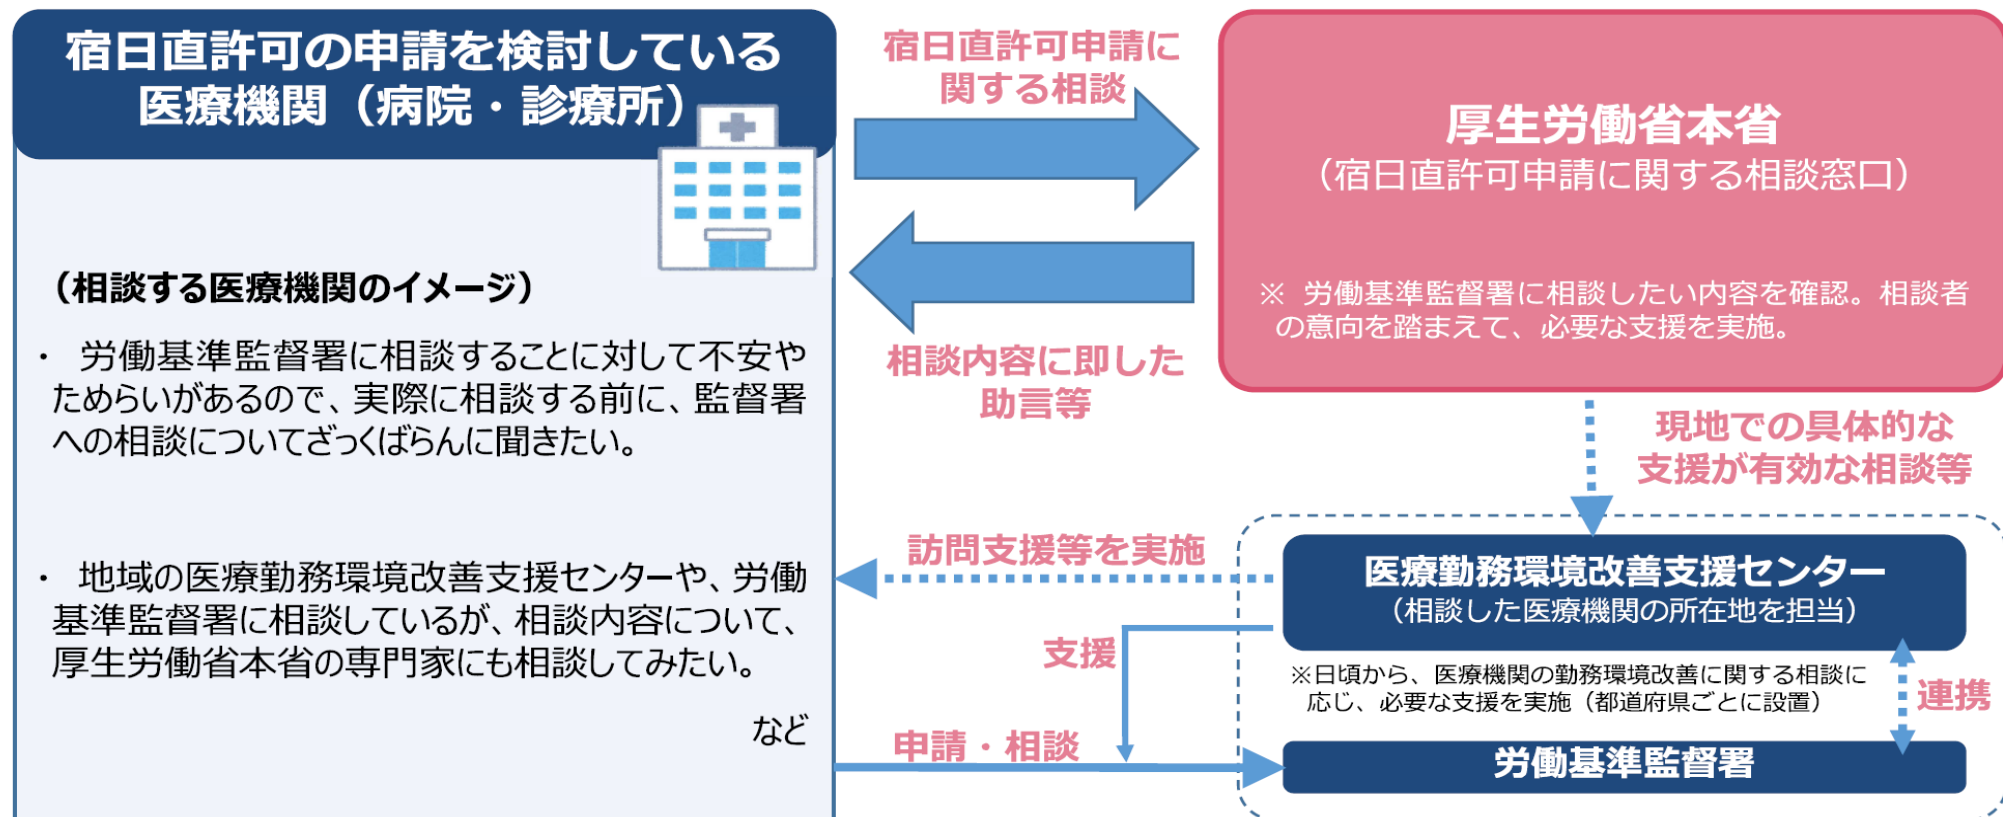 宿日直許可の申請を検討している
医療機関（病院・診療所）
（相談する医療機関のイメージ）
・ 労働基準監督署に相談することに対して不安や
ためらいがあるので、実際に相談する前に、監督署
への相談についてざっくばらんに聞きたい。
・ 地域の医療勤務環境改善支援センターや、労働
基準監督署に相談しているが、相談内容について、
厚生労働省本省の専門家にも相談してみたい。
など
宿日直許可申請に
関する相談
相談内容に即した
助言等
厚生労働省本省
（宿日直許可申請に関する相談窓口）
※ 労働基準監督署に相談したい内容を確認。相談者
の意向を踏まえて、必要な支援を実施。
現地での具体的な
支援が有効な相談等
訪問支援等を実施
医療勤務環境改善支援センター
（相談した医療機関の所在地を担当）
支援
※日頃から、医療機関の勤務環境改善に関する相談に
応じ、必要な支援を実施（都道府県ごとに設置）
連携
申請・相談
労働基準監督署